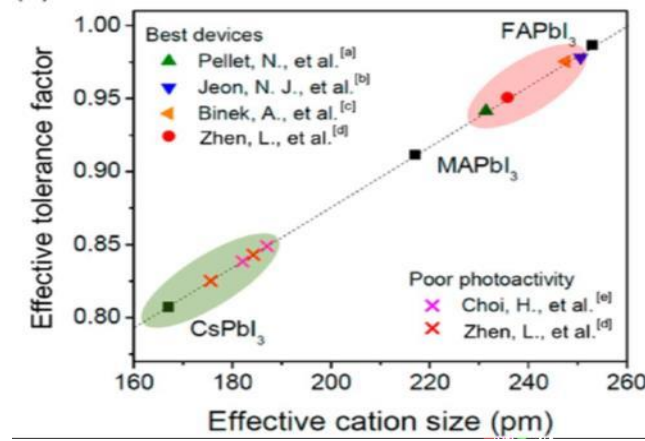 Best devices
Pellet, N., et al.[a]
Jeon, N. J., et al.[b]
Binek, A., et al.[c]
Zhen, L., et al.[d]
FAPbI3
MAPbI3
CsPbI3
Poor photoactivity
Choi, H., et al.[e]
Zhen, L., et al.[d]
Effective tolerance factor
1.00
0.95
0.90
0.85
0.80
160 180 200 220 240 260
Effective cation size (pm)